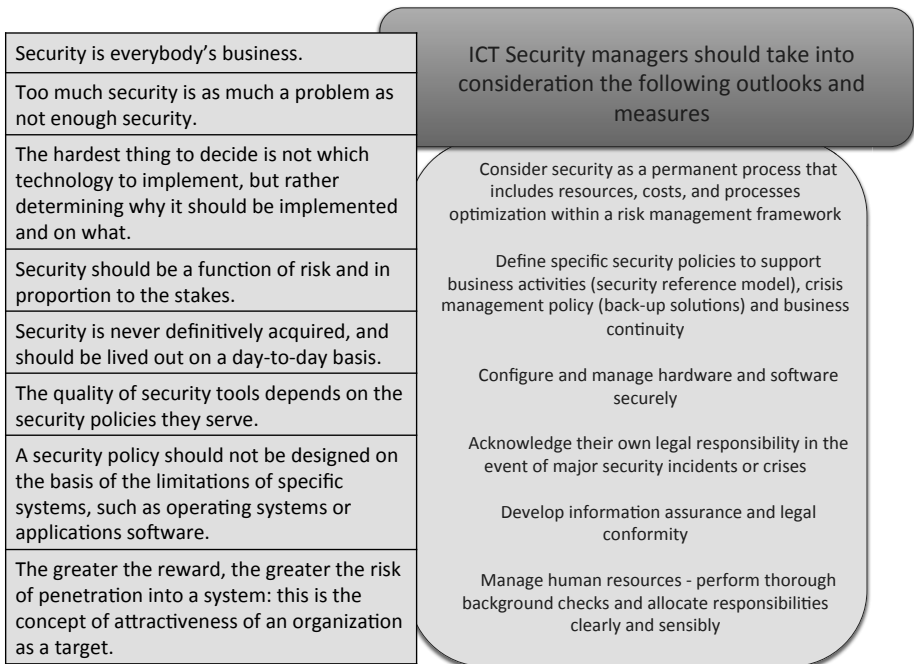 Security is everybody’s business.
Too much security is as much a problem as
not enough security.
The hardest thing to decide is not which
technology to implement, but rather
determining why it should be implemented
and on what.
Security should be a function of risk and in
proportion to the stakes.
Security is never definitively acquired, and
should be lived out on a day-to-day basis.
The quality of security tools depends on the
security policies they serve.
A security policy should not be designed on
the basis of the limitations of specific
systems, such as operating systems or
applications software.
The greater the reward, the greater the risk
of penetration into a system: this is the
concept of attractiveness of an organization
as a target.
ICT Security managers should take into
consideration the following outlooks and
measures
Consider security as a permanent process that
includes resources, costs, and processes
optimization within a risk management framework
Define specific security policies to support
business activities (security reference model), crisis
management policy (back-up solutions) and business
continuity
Configure and manage hardware and software
securely
Acknowledge their own legal responsibility in the
event of major security incidents or crises
Develop information assurance and legal
conformity
Manage human resources - perform thorough
background checks and allocate responsibilities
clearly and sensibly